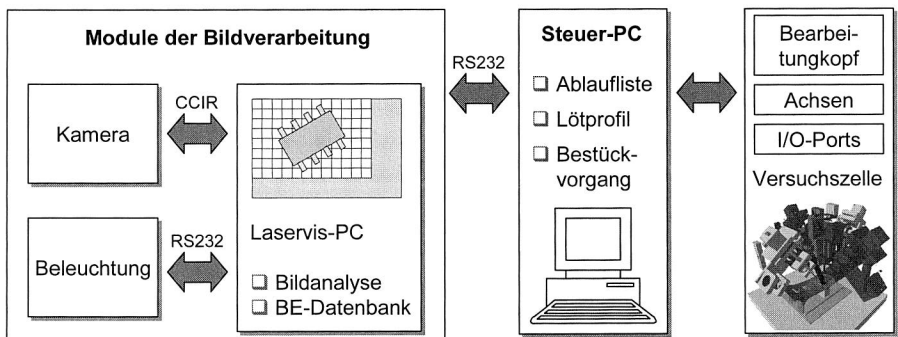 Module der Bildverarbeitung
Kamera
CCIR
Beleuchtung
RS232
Laservis-PC
Bildanalyse
BE-Datenbank
RS232
Steuer-PC
Ablaufliste
Lötprofil
Bestück-
vorgang
Bearbei-
tungkopf
Achsen
I/O-Ports
Versuchszelle